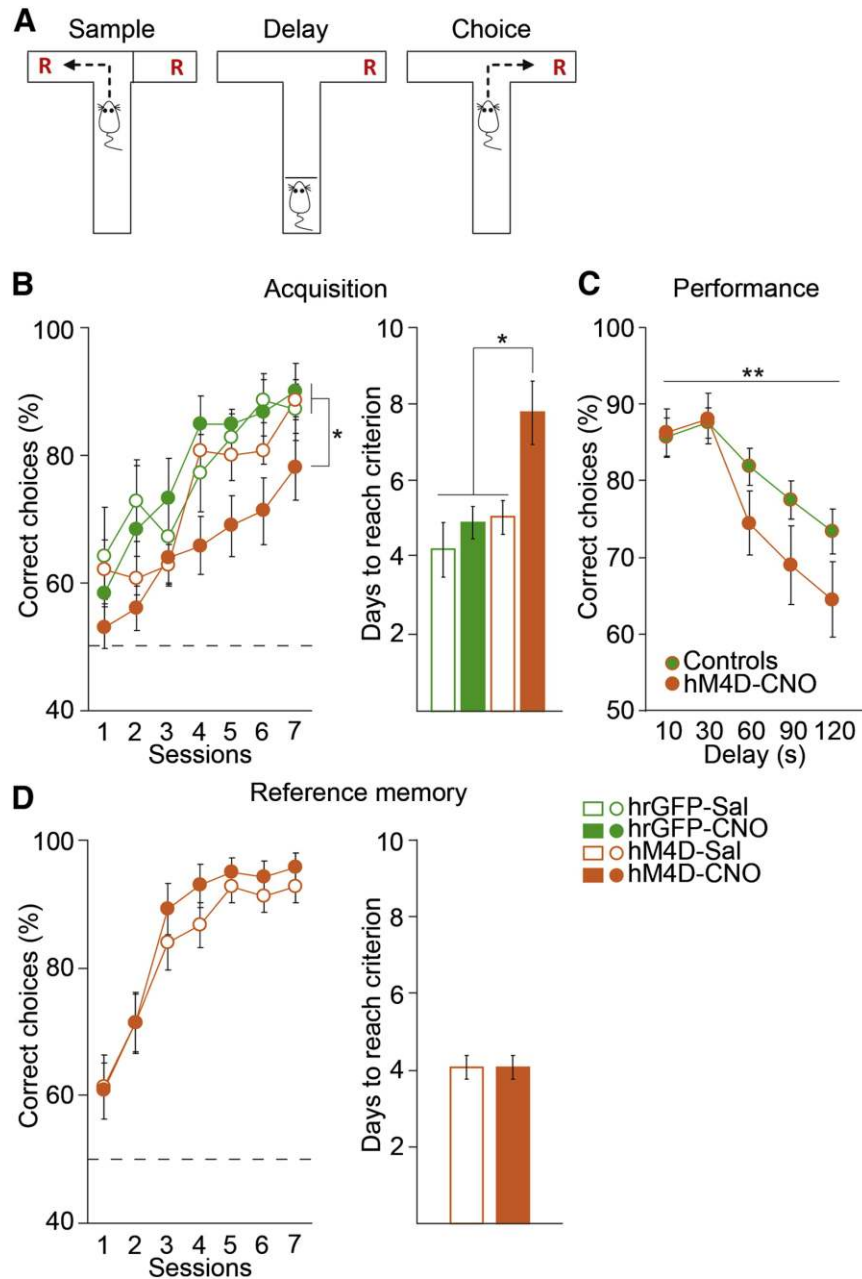 A
Sample Delay Choice
R R R R
B Acquisition
Correct choices (%)
100
80
60
40
1 2 3 4 5 6 7
Sessions
*
Days to reach criterion
10
8
6
4
2
*
C Performance
Correct choices (%)
100
90
80
70
60
50
**
Controls
hM4D-CNO
10 30 60 90 120
Delay (s)
D Reference memory
Correct choices (%)
100
80
60
40
1 2 3 4 5 6 7
Sessions
Days to reach criterion
10
8
6
4
2
hrGFP-Sal
hrGFP-CNO
hM4D-Sal
hM4D-CNO